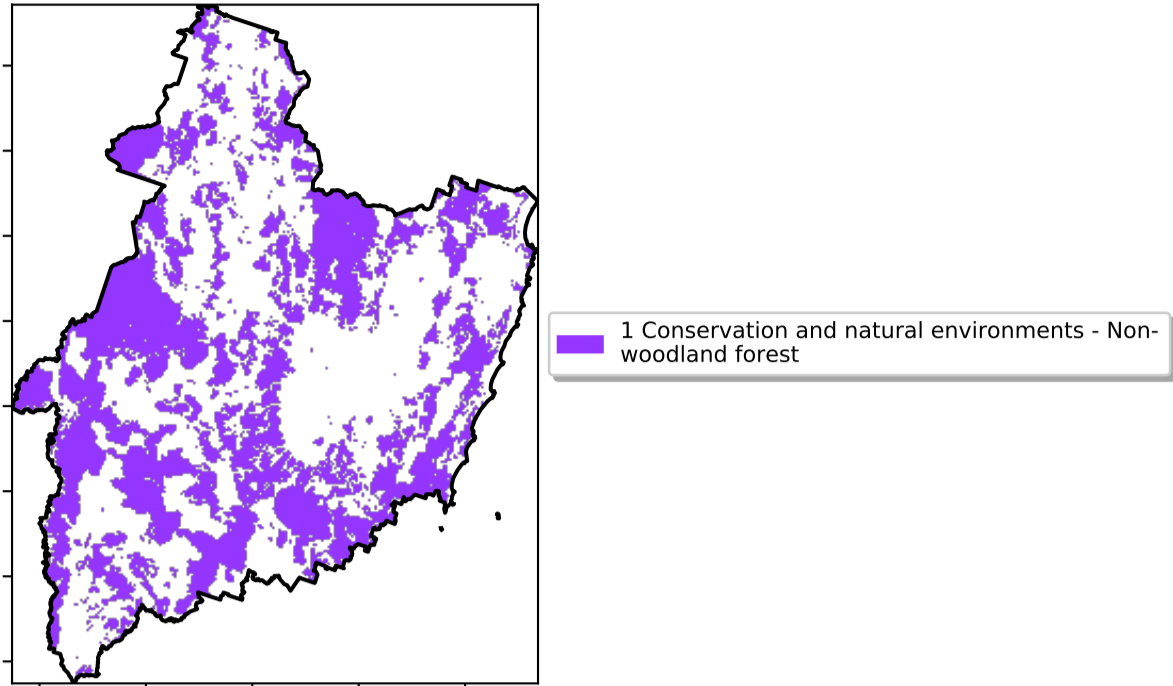 1 Conservation and natural environments - Non-
woodland forest